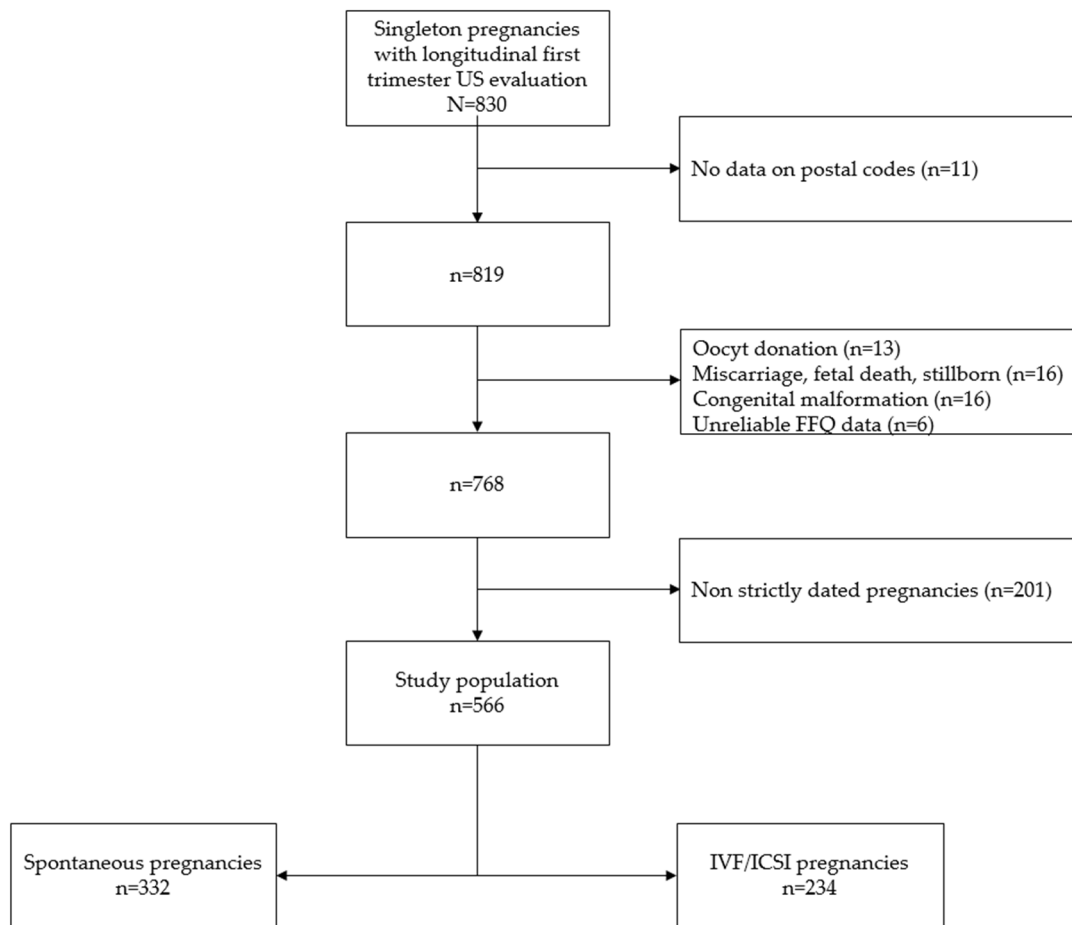 Singleton pregnancies
with longitudinal first
trimester US evaluation
N=830
No data on postal codes (n=11)
n=819
Oocyt donation (n=13)
Miscarriage, fetal death, stillborn (n=16)
Congenital malformation (n=16)
Unreliable FFQ data (n=6)
n=768
Non strictly dated pregnancies (n=201)
Study population
n=566
Spontaneous pregnancies
n=332
IVF/ICSI pregnancies
n=234